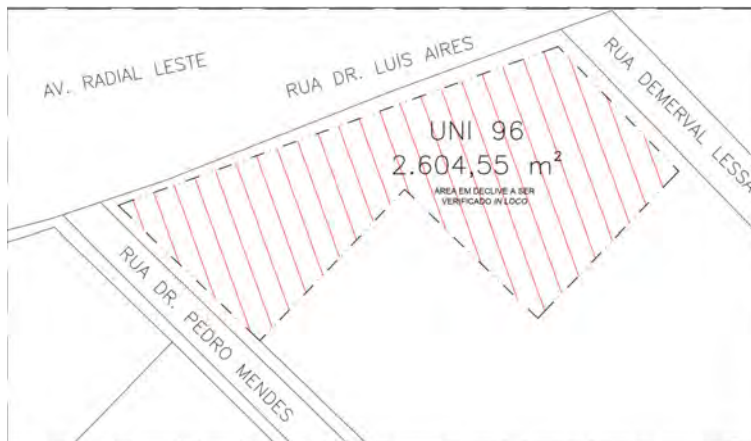 AV. RADIAL LESTE
RUA DR. LUIS AIRES
RUA DEMERVAL LESSA
UNI 96
2.604,55 m²
ÁREA EM DECLIVE A SER
VERIFICADO IN LOCO
RUA DR. PEDRO MENDES